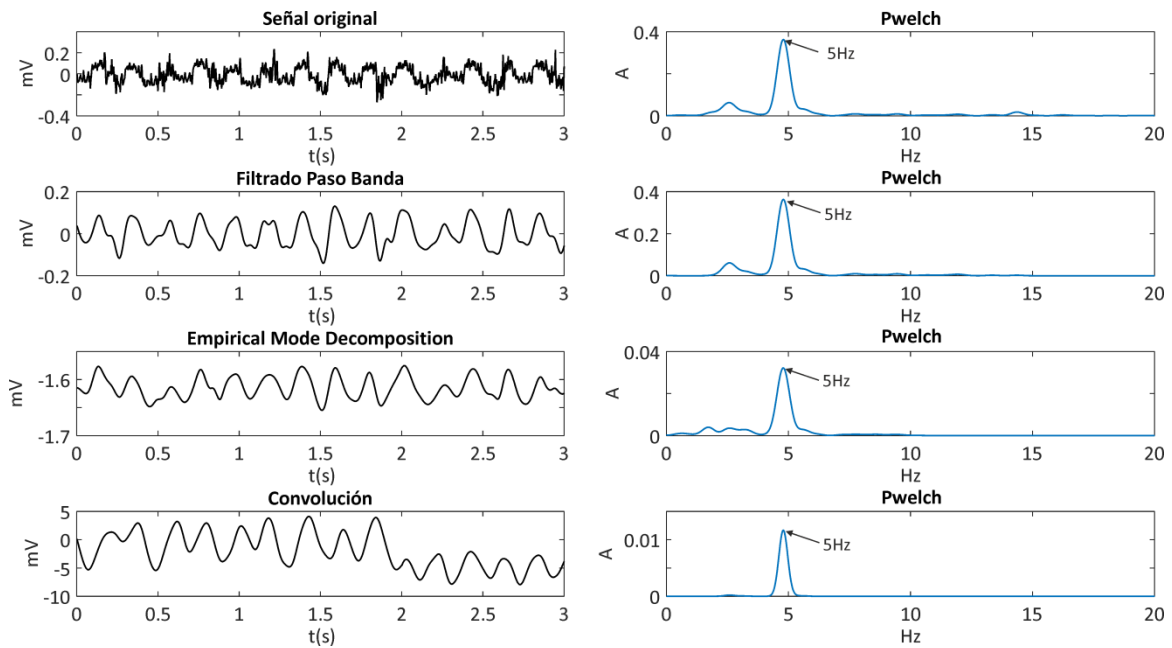 Señal original
mV
0.4
0
-0.4
0 0.5 1 1.5 2 2.5 3
t(s)
Pwelch
A
0.4
0
5Hz
0 5 10 15 20
Hz
Filtrado Paso Banda
mV
0.2
0
-0.2
0 0.5 1 1.5 2 2.5 3
t(s)
Pwelch
A
0.4
0.2
0
5Hz
0 5 10 15 20
Hz
Empirical Mode Decomposition
mV
-1.6
-1.7
0 0.5 1 1.5 2 2.5 3
t(s)
Pwelch
A
0.04
0
5Hz
0 5 10 15 20
Hz
Convolución
mV
5
0
-5
-10
0 0.5 1 1.5 2 2.5 3
t(s)
Pwelch
A
0.01
0
5Hz
0 5 10 15 20
Hz